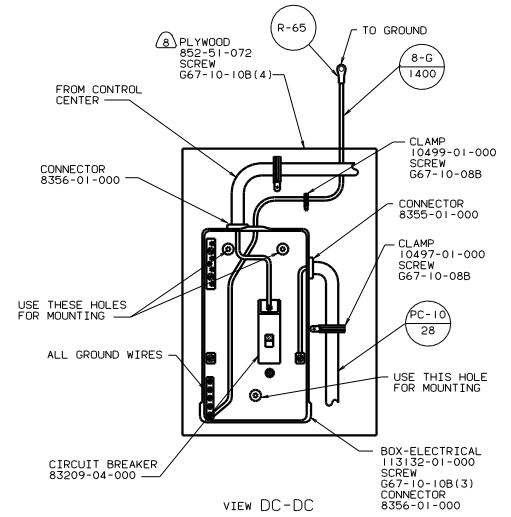 R-65
TO GROUND
8 PLYWOOD
852-51-072
SCREW
G67-10-10B(4)
8-G
1400
FROM CONTROL
CENTER
CLAMP
10499-01-000
SCREW
G67-10-08B
CONNECTOR
8356-01-000
CONNECTOR
8355-01-000
CLAMP
10497-01-000
SCREW
G67-10-08B
USE THESE HOLES
FOR MOUNTING
PC-10
28
ALL GROUND WIRES
USE THIS HOLE
FOR MOUNTING
CIRCUIT BREAKER
83209-04-000
BOX-ELECTRICAL
113132-01-000
SCREW
G67-10-10B(3)
CONNECTOR
8356-01-000
VIEW DC-DC